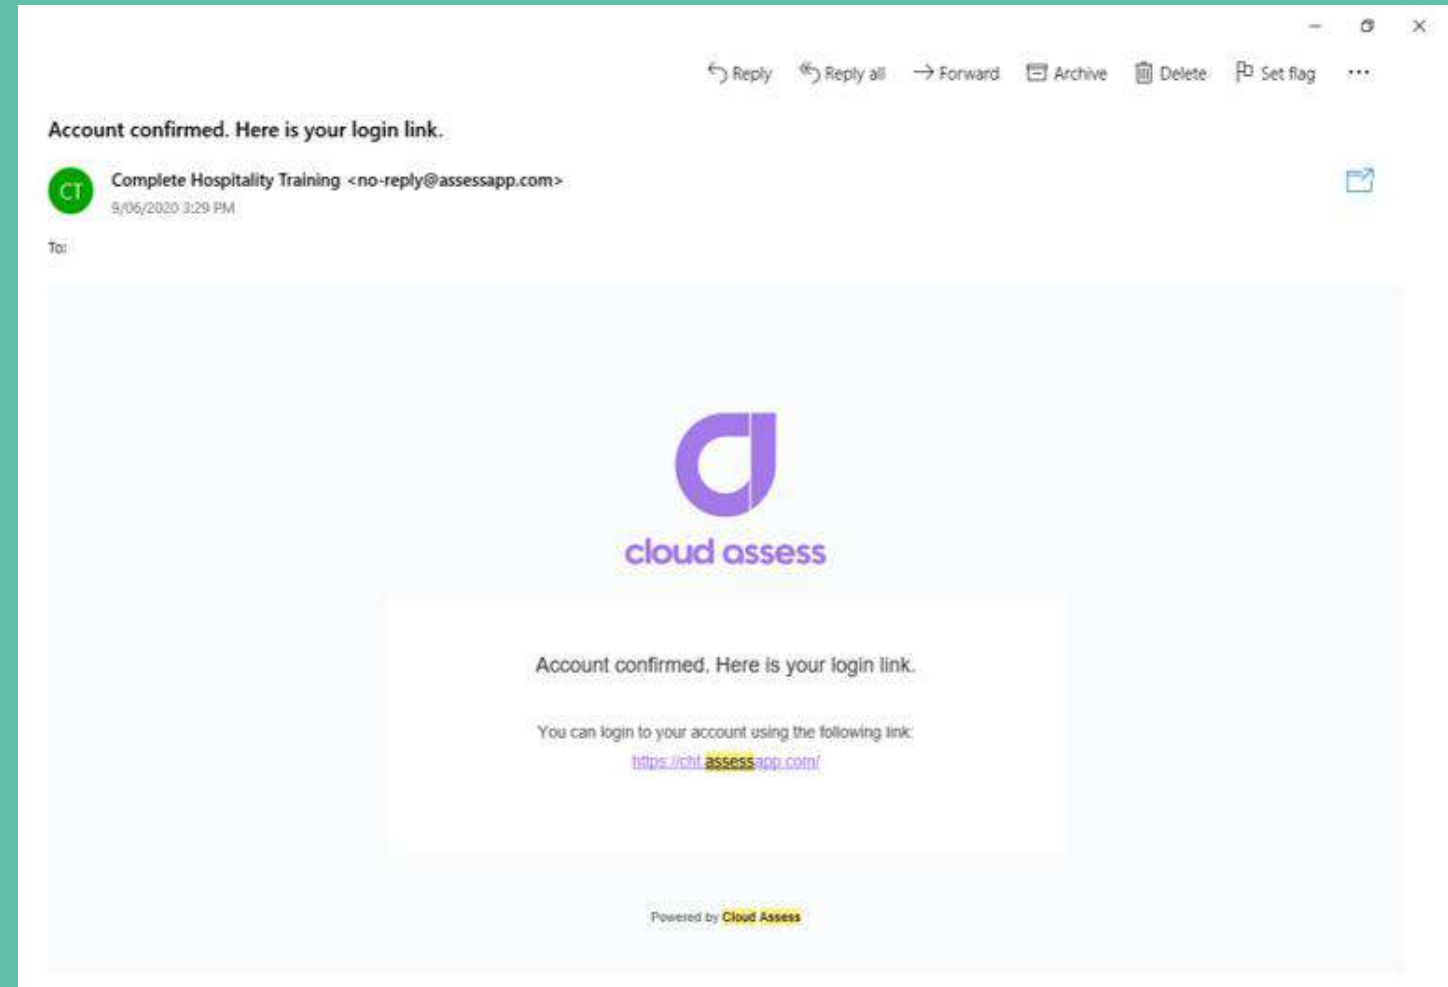 Reply Reply all Forward Archive Delete Set flag ...
Account confirmed. Here is your login link.
CT
Complete Hospitality Training <no-reply@assessapp.com>
9/06/2020 3:29 PM
To:
cloud assess
Account confirmed. Here is your login link.
You can login to your account using the following link:
https://cht.assessapp.com/
Powered by Cloud Assess